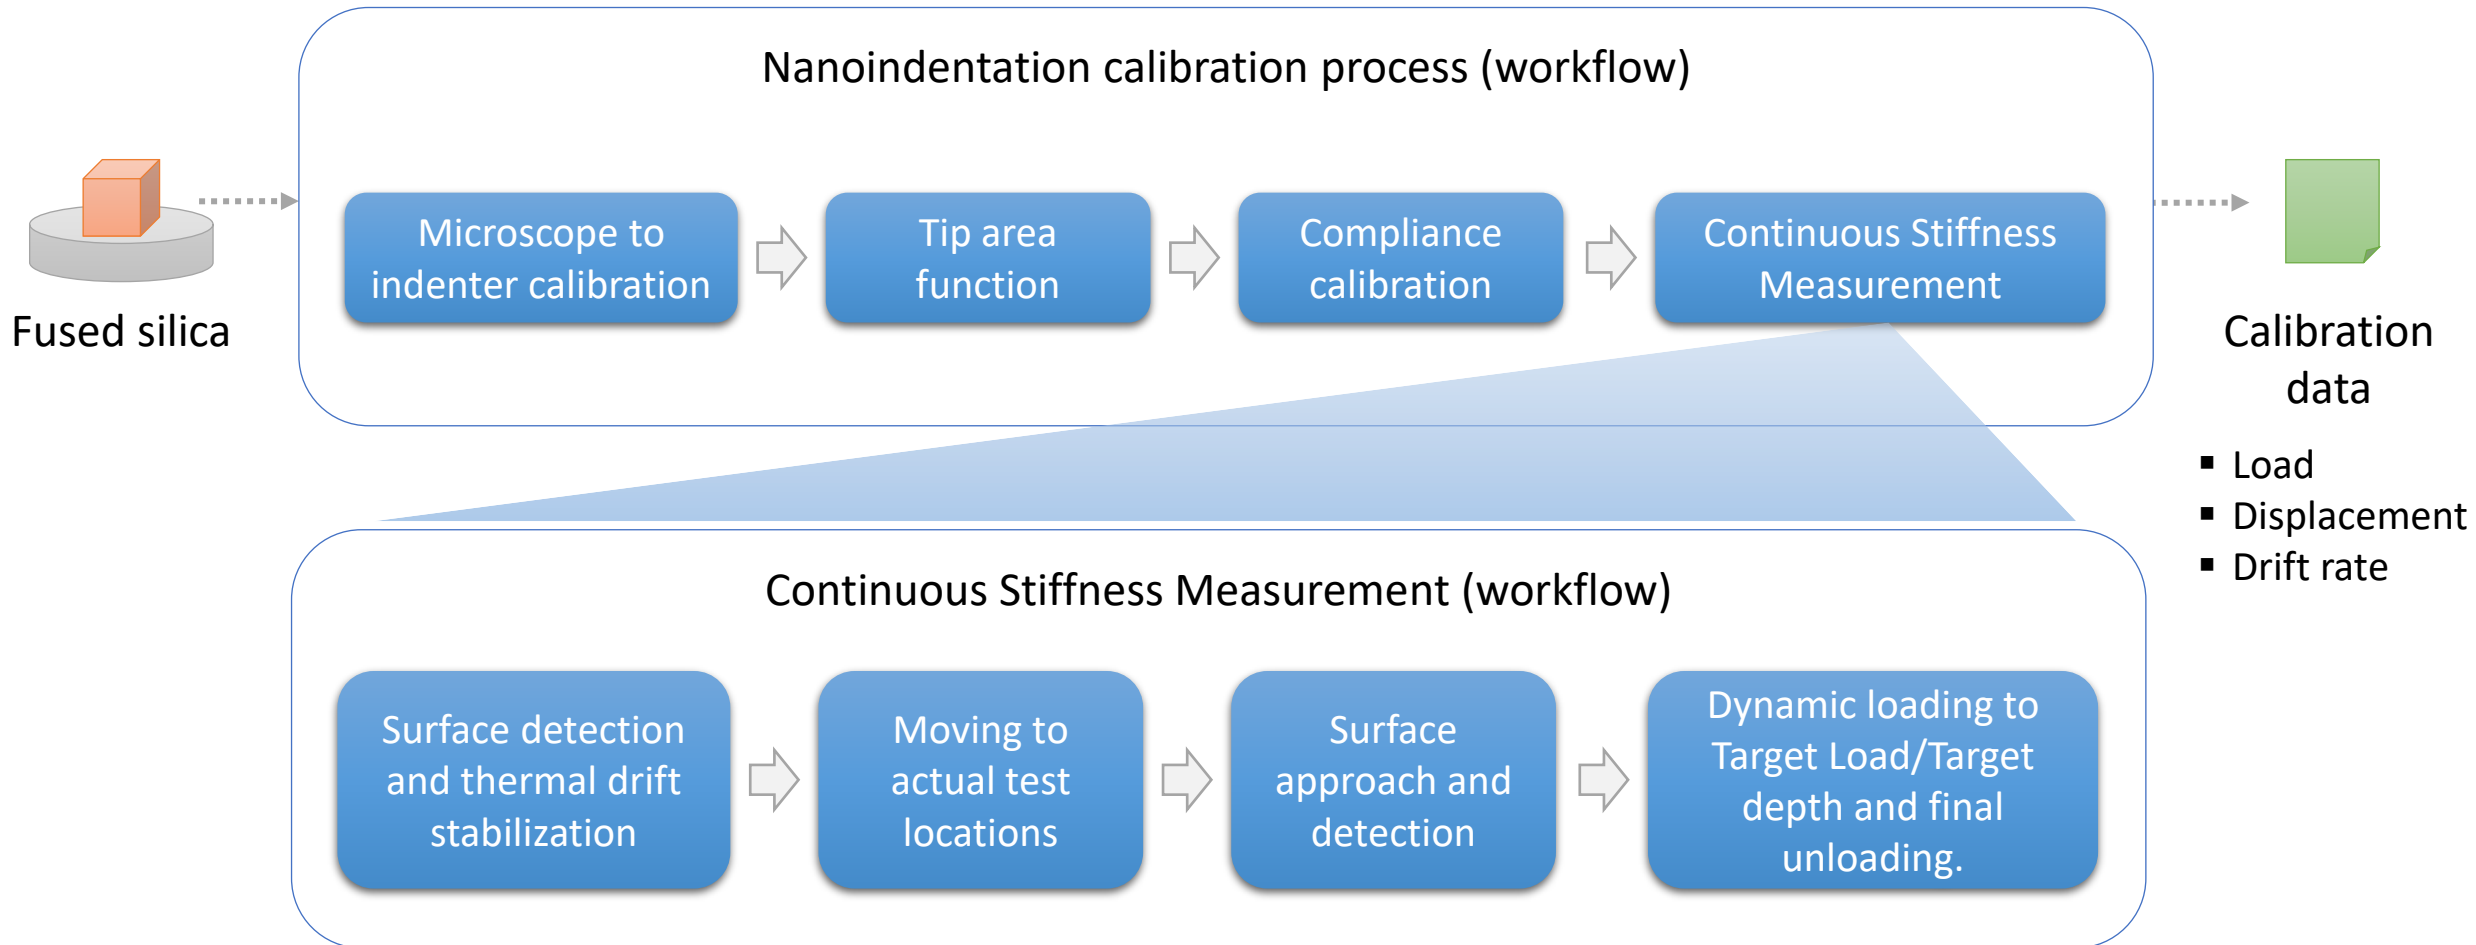 Nanoindentation calibration process (workflow)
Fused silica
Microscope to
indenter calibration
Tip area
function
Compliance
calibration
Continuous Stiffness
Measurement
Calibration
data
▪ Load
▪ Displacement
▪ Drift rate
Continuous Stiffness Measurement (workflow)
Surface detection
and thermal drift
stabilization
Moving to
actual test
locations
Surface
approach and
detection
Dynamic loading to
Target Load/Target
depth and final
unloading.